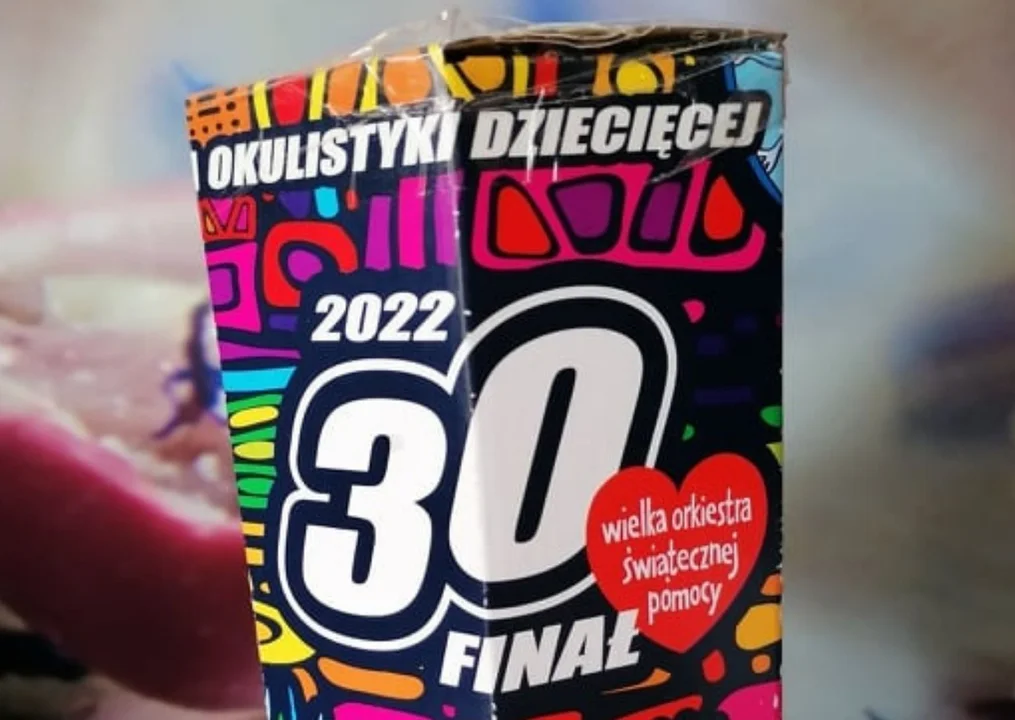 OKULISTYKI DZIECIĘCEJ
2022
30
FINAŁ
wielka orkiestra
świątecznej
pomocy